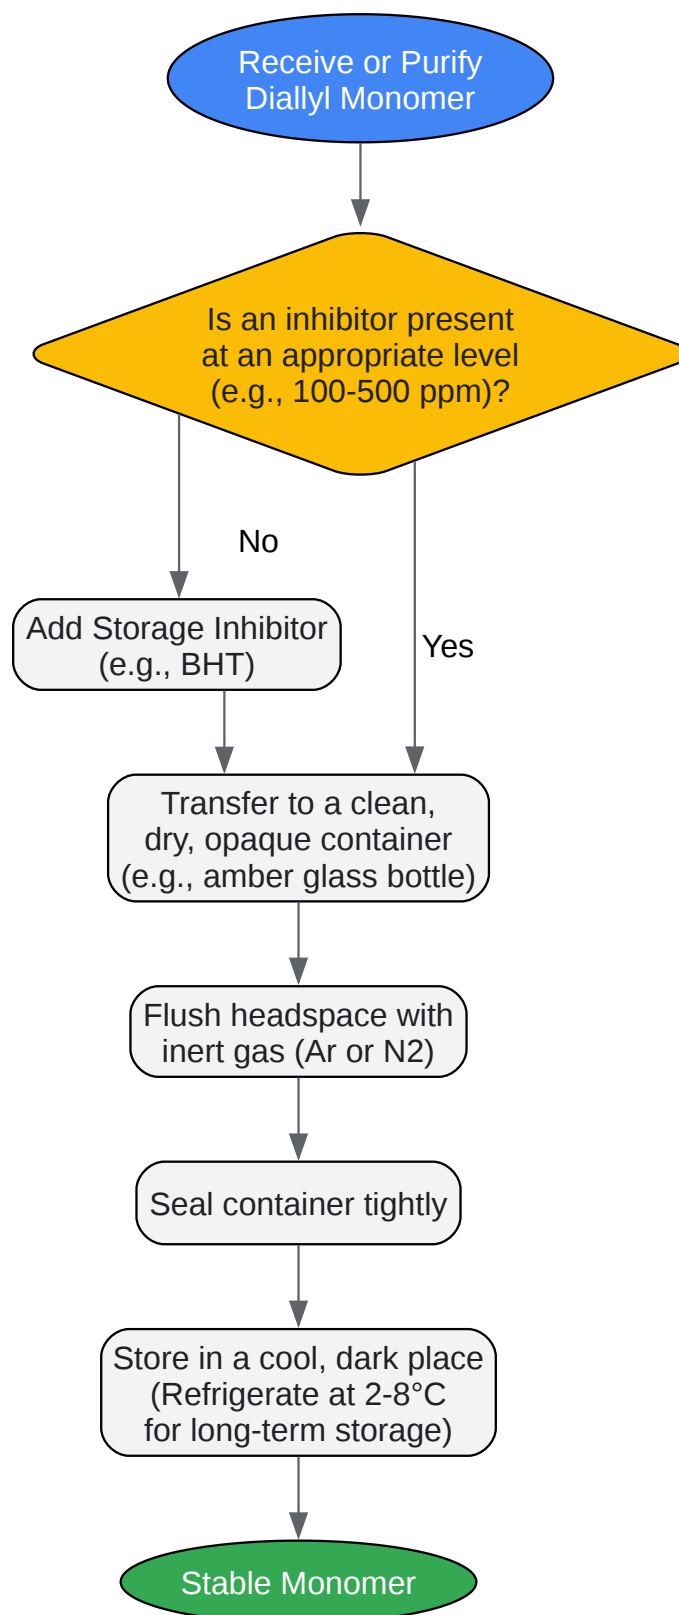 Receive or Purify
Diallyl Monomer
Is an inhibitor present
at an appropriate level
(e.g., 100-500 ppm)?
No
Add Storage Inhibitor
(e.g., BHT)
Yes
Transfer to a clean,
dry, opaque container
(e.g., amber glass bottle)
Flush headspace with
inert gas (Ar or N2)
Seal container tightly
Store in a cool, dark place
(Refrigerate at 2-8°C
for long-term storage)
Stable Monomer